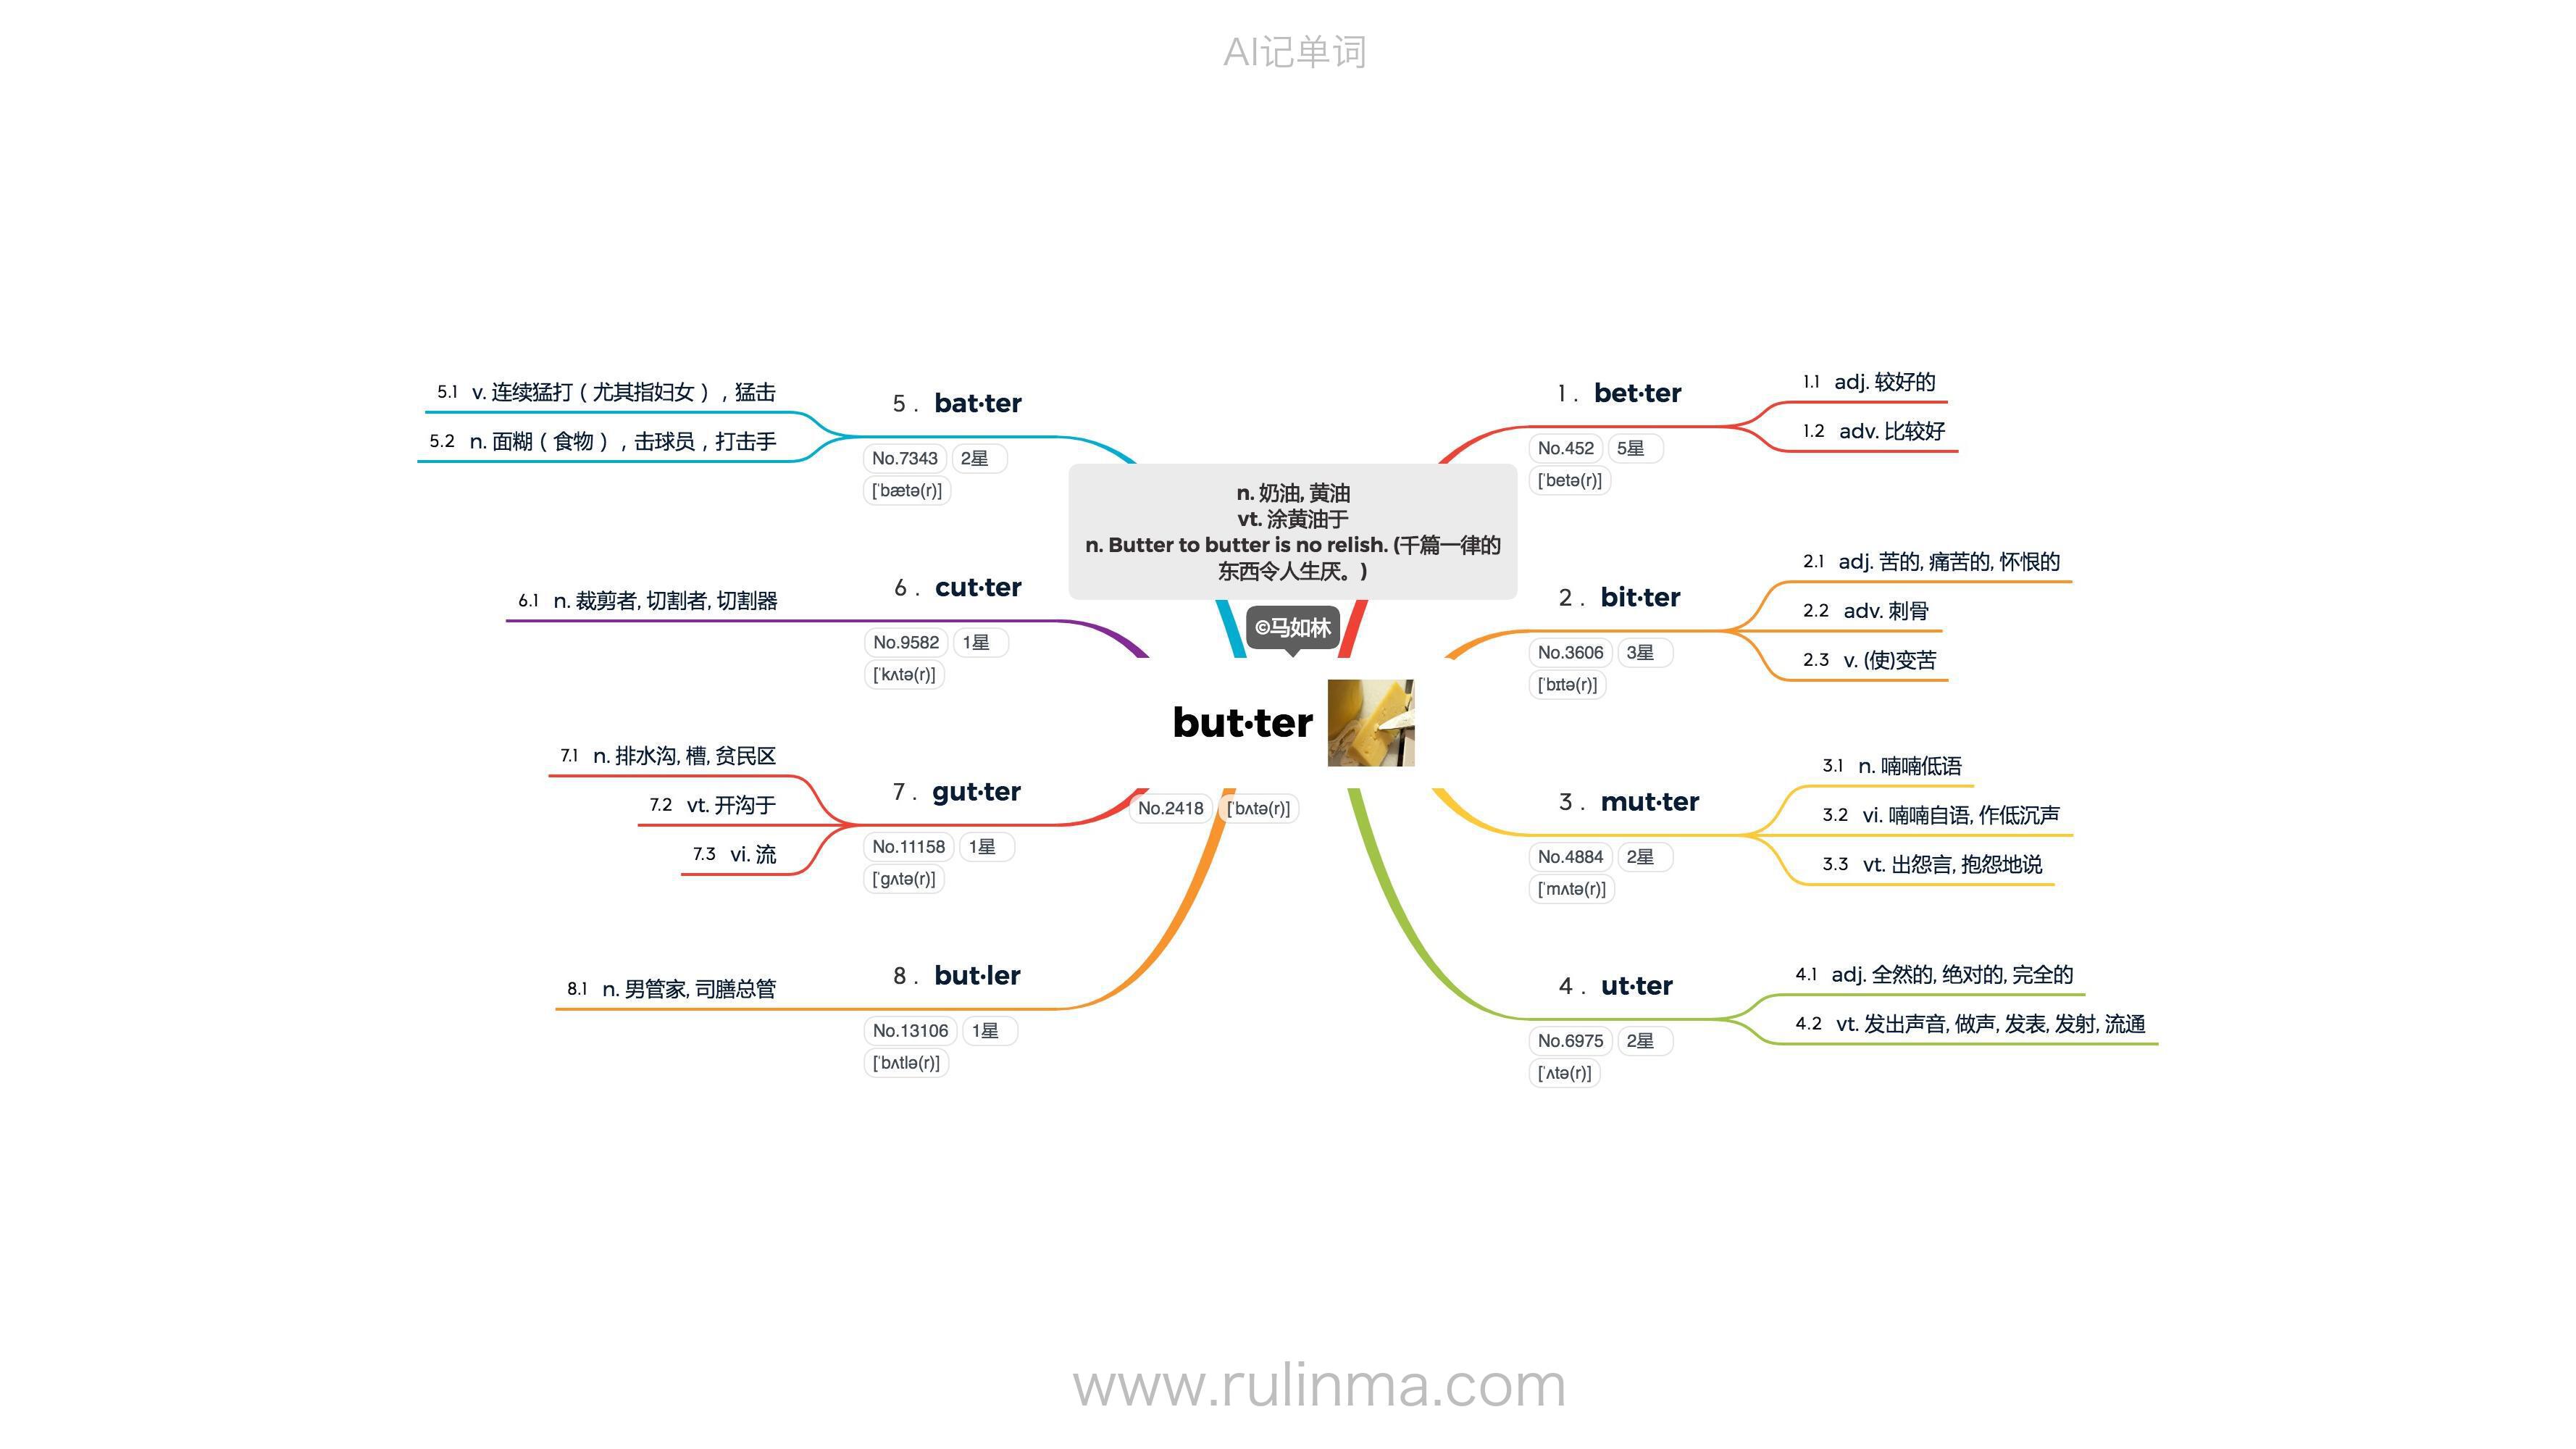 AI记单词
n. 奶油, 黄油
vt. 涂黄油于
n. Butter to butter is no relish. (千篇一律的
东西令人生厌。)
©马如林
but·ter
No.2418 [ˈbʌtə(r)]
1. bet·ter
No.452 5星
[ˈbetə(r)]
1.1 adj. 较好的
1.2 adv. 比较好
2. bit·ter
No.3606 3星
[ˈbɪtə(r)]
2.1 adj. 苦的, 痛苦的, 怀恨的
2.2 adv. 刺骨
2.3 v. (使)变苦
3. mut·ter
No.4884 2星
[ˈmʌtə(r)]
3.1 n. 喃喃低语
3.2 vi. 喃喃自语, 作低沉声
3.3 vt. 出怨言, 抱怨地说
4. ut·ter
No.6975 2星
[ˈʌtə(r)]
4.1 adj. 全然的, 绝对的, 完全的
4.2 vt. 发出声音, 做声, 发表, 发射, 流通
5. bat·ter
No.7343 2星
[ˈbætə(r)]
5.1 v. 连续猛打（尤其指妇女），猛击
5.2 n. 面糊（食物），击球员，打击手
6. cut·ter
No.9582 1星
[ˈkʌtə(r)]
6.1 n. 裁剪者, 切割者, 切割器
7. gut·ter
No.11158 1星
[ˈɡʌtə(r)]
7.1 n. 排水沟, 槽, 贫民区
7.2 vt. 开沟于
7.3 vi. 流
8. but·ler
No.13106 1星
[ˈbʌtlə(r)]
8.1 n. 男管家, 司膳总管
www.rulinma.com